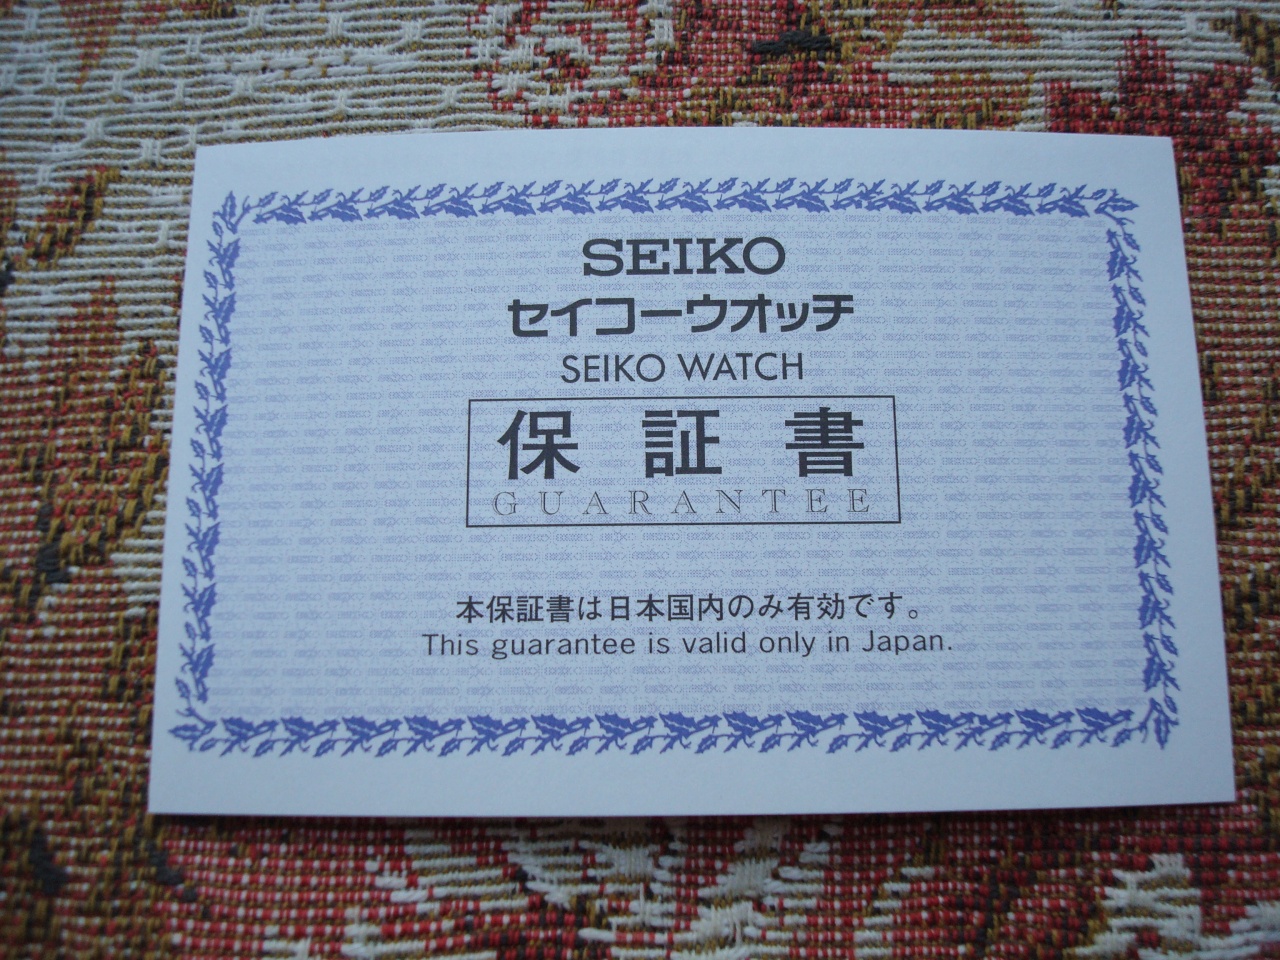 SEIKO
セイコーウオッチ
SEIKO WATCH
保証書
GUARANTEE
本保証書は日本国内のみ有効です。
This guarantee is valid only in Japan.